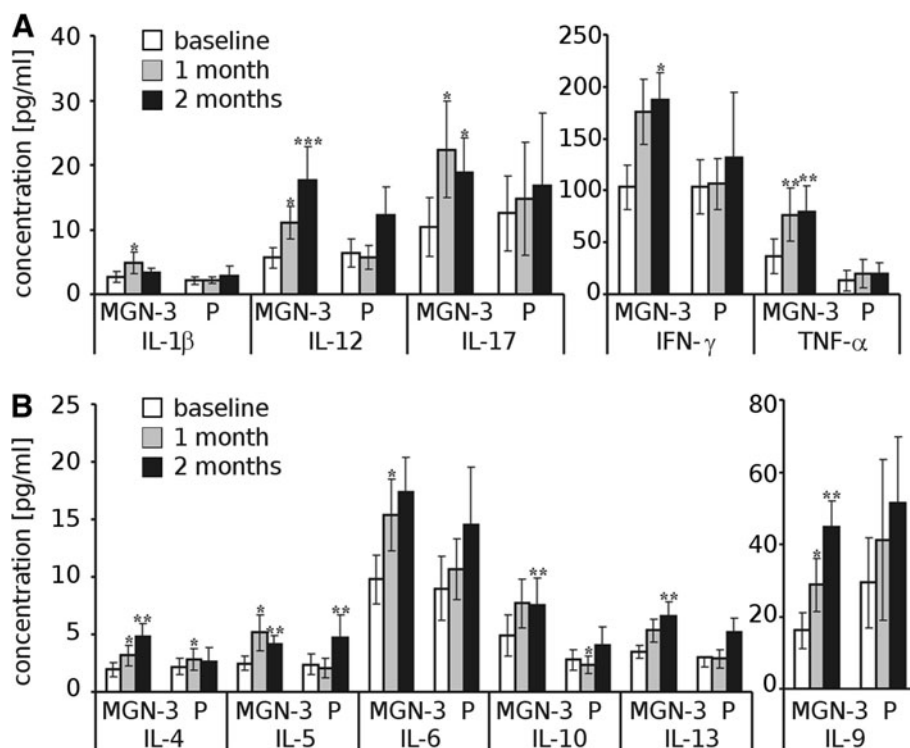 A
concentration [pg/ml]
40
30
20
10
0
baseline
1 month
2 months
*
*
***
*
*
MGN-3 P MGN-3 P MGN-3 P
IL-1β IL-12 IL-17
250
200
150
100
50
0
*
**
**
MGN-3 P MGN-3 P
IFN-γ TNF-α
B
concentration [pg/ml]
25
20
15
10
5
0
baseline
1 month
2 months
*
**
*
*
**
**
*
**
*
**
MGN-3 P MGN-3 P MGN-3 P MGN-3 P MGN-3 P
IL-4 IL-5 IL-6 IL-10 IL-13
80
60
40
20
0
*
**
MGN-3 P
IL-9